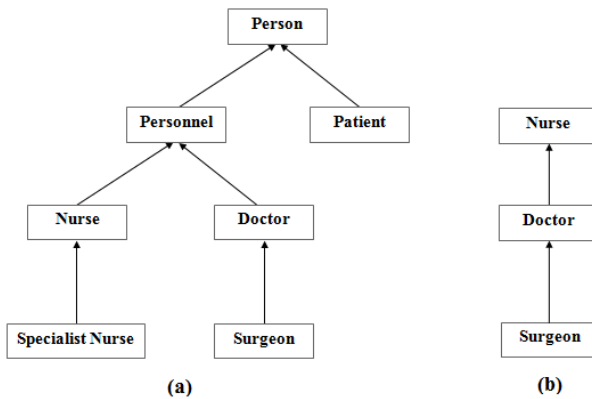 Person
Personnel
Patient
Nurse
Nurse
Doctor
Doctor
Specialist Nurse
Surgeon
Surgeon
(a)
(b)